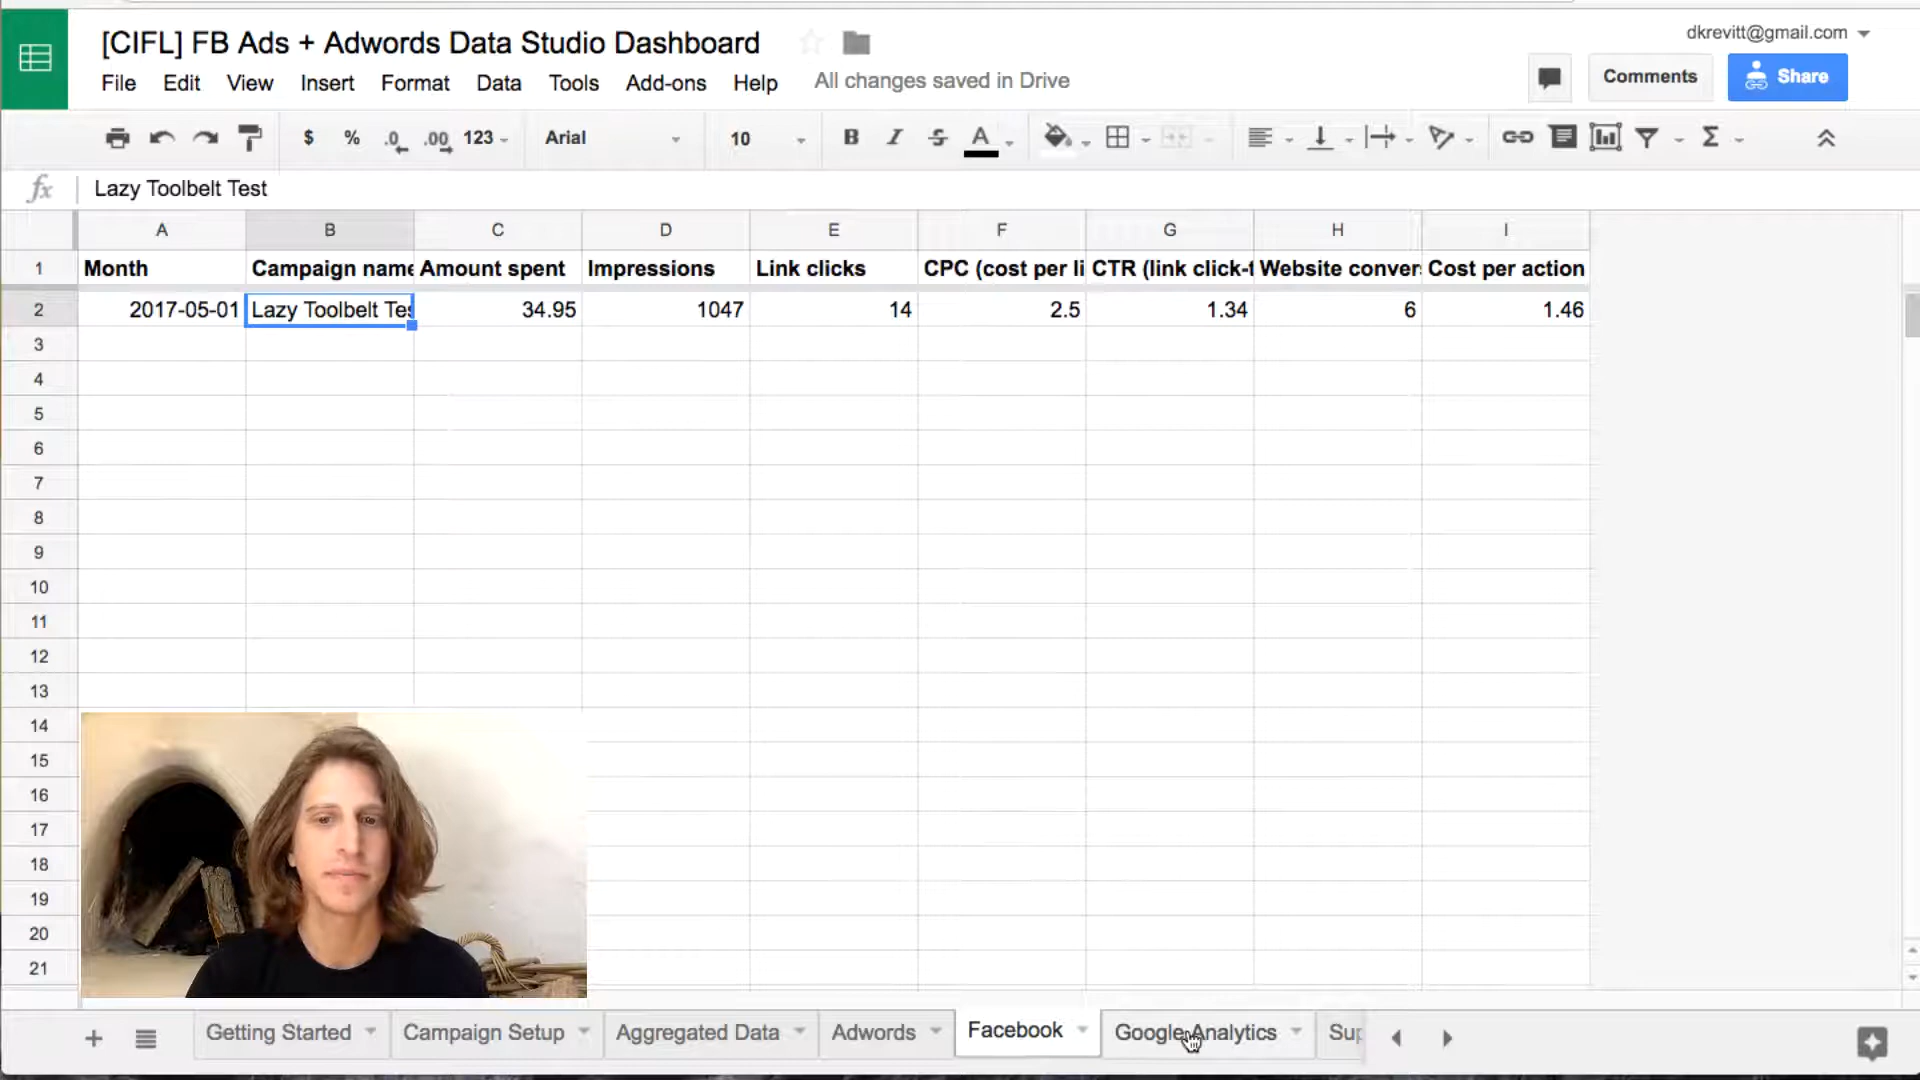 [CIFL] FB Ads + Adwords Data Studio Dashboard
dkrevitt@gmail.com
File Edit View Insert Format Data Tools Add-ons Help All changes saved in Drive
Comments Share
$ % .0 .00 123 Arial 10 B I S A Σ
fx Lazy Toolbelt Test
A B C D E F G H I
1 Month Campaign name Amount spent Impressions Link clicks CPC (cost per li CTR (link click-t Website conver Cost per action
2 2017-05-01 Lazy Toolbelt Tes 34.95 1047 14 2.5 1.34 6 1.46
3
4
5
6
7
8
9
10
11
12
13
14
15
16
17
18
19
20
21
+ Getting Started Campaign Setup Aggregated Data Adwords Facebook Google Analytics Sup